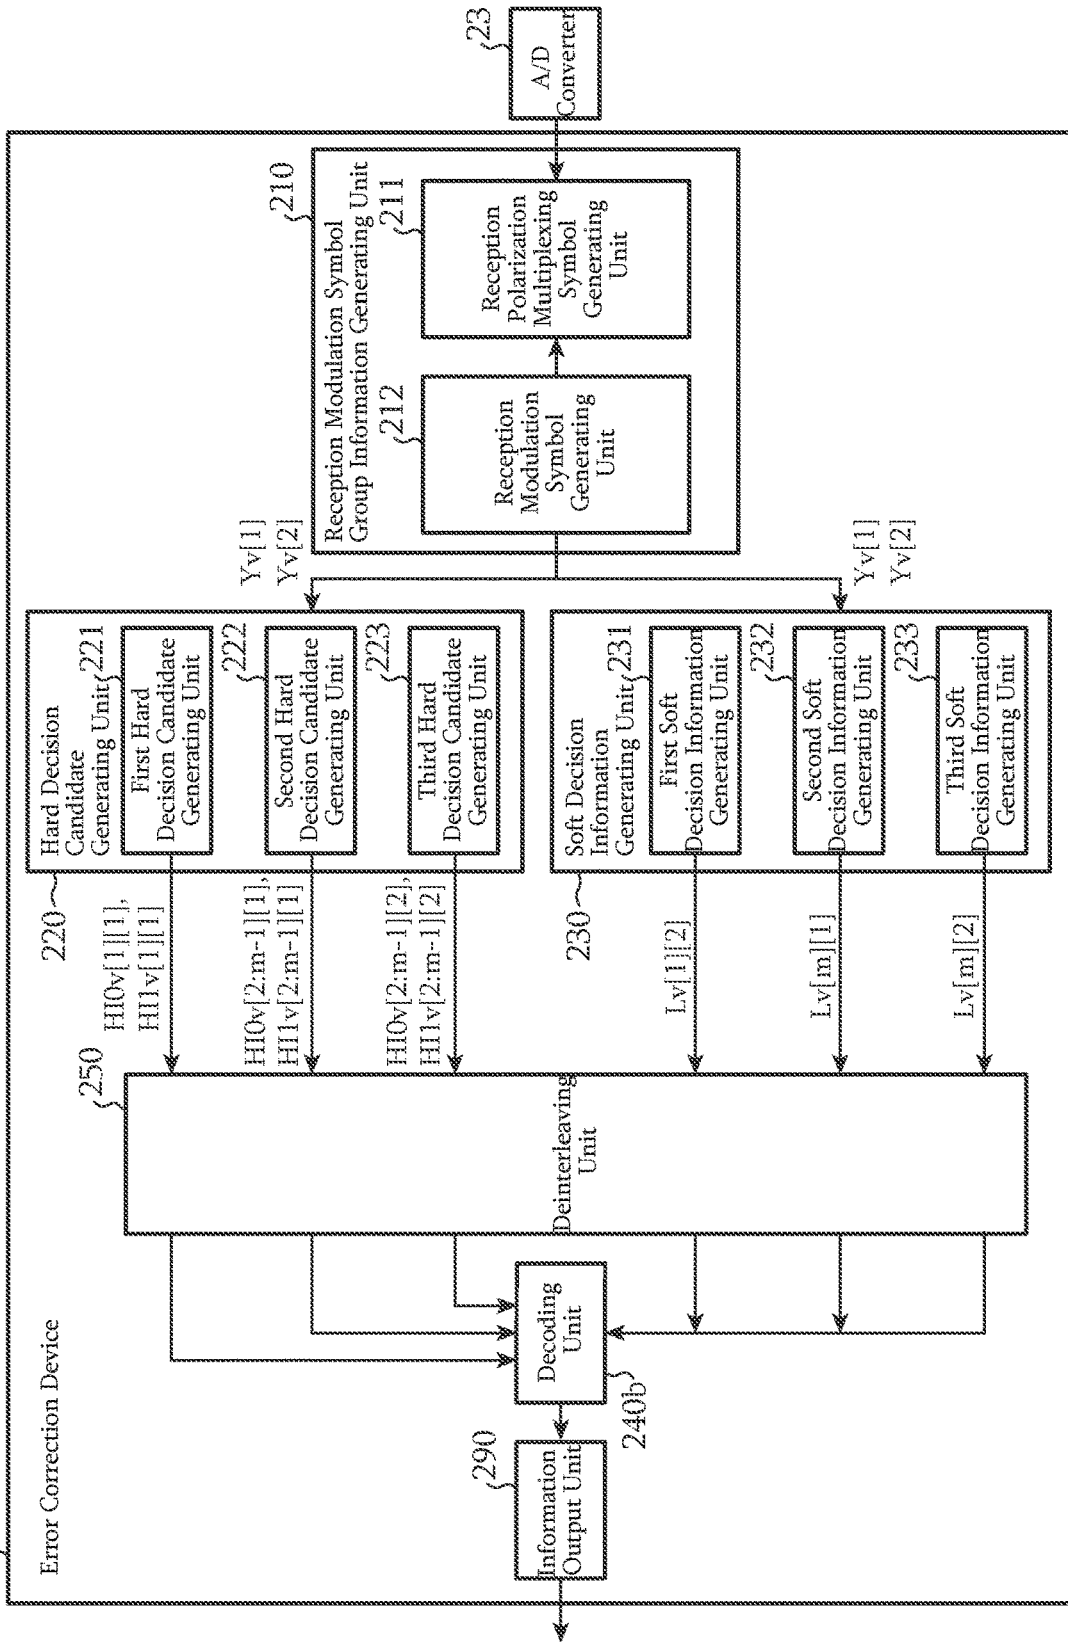 Error Correction Device
23
A/D
Converter
210
Reception Modulation Symbol
Group Information Generating Unit
211
Reception
Polarization
Multiplexing
Symbol
Generating
Unit
212
Reception
Modulation
Symbol
Generating
Unit
Yv[1]
Yv[2]
Yv[1]
Yv[2]
220
Hard Decision
Candidate
Generating Unit
221
First Hard
Decision Candidate
Generating Unit
222
Second Hard
Decision Candidate
Generating Unit
223
Third Hard
Decision Candidate
Generating Unit
230
Soft Decision
Information
Generating Unit
231
First Soft
Decision Information
Generating Unit
232
Second Soft
Decision Information
Generating Unit
233
Third Soft
Decision Information
Generating Unit
HI0v[1][1],
HI1v[1][1]
HI0v[2:m-1][1],
HI1v[2:m-1][1]
HI0v[2:m-1][2],
HI1v[2:m-1][2]
Lv[1][2]
Lv[m][1]
Lv[m][2]
250
Deinterleaving
Unit
Decoding
Unit
240b
290
Information
Output Unit